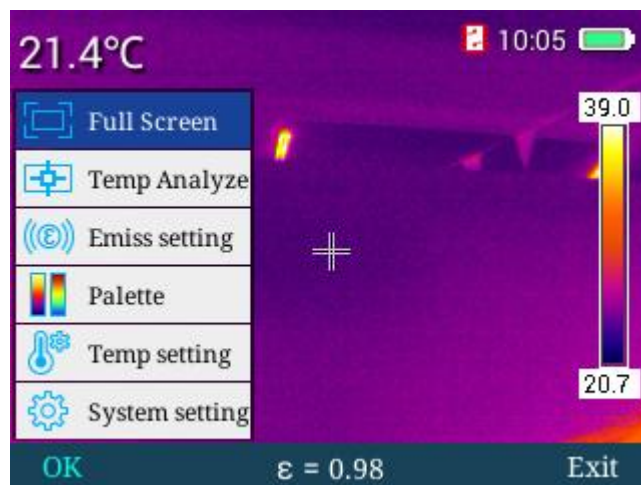 21.4°C
10:05
Full Screen
Temp Analyze
Emiss setting
Palette
Temp setting
System setting
39.0
20.7
OK
ε = 0.98
Exit